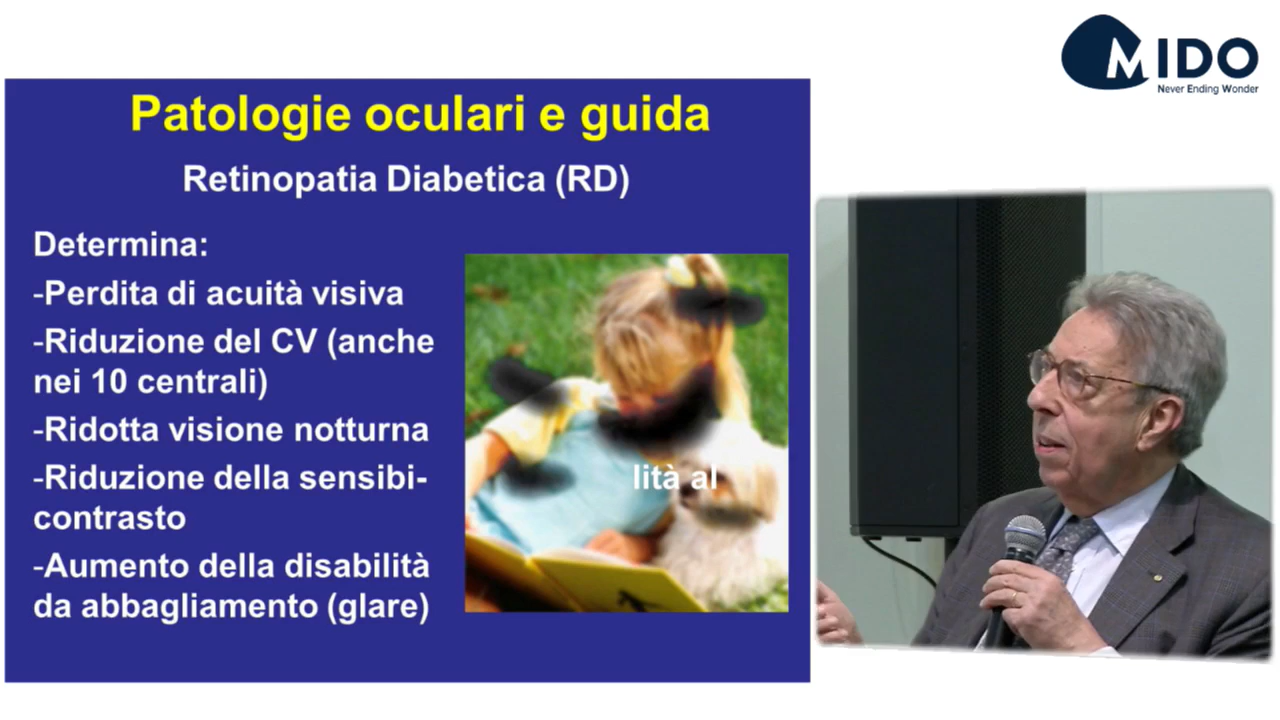 MIDO
Never Ending Wonder
Patologie oculari e guida
Retinopatia Diabetica (RD)
Determina:
-Perdita di acuità visiva
-Riduzione del CV (anche
nei 10 centrali)
-Ridotta visione notturna
-Riduzione della sensibi-
lità al
contrasto
-Aumento della disabilità
da abbagliamento (glare)